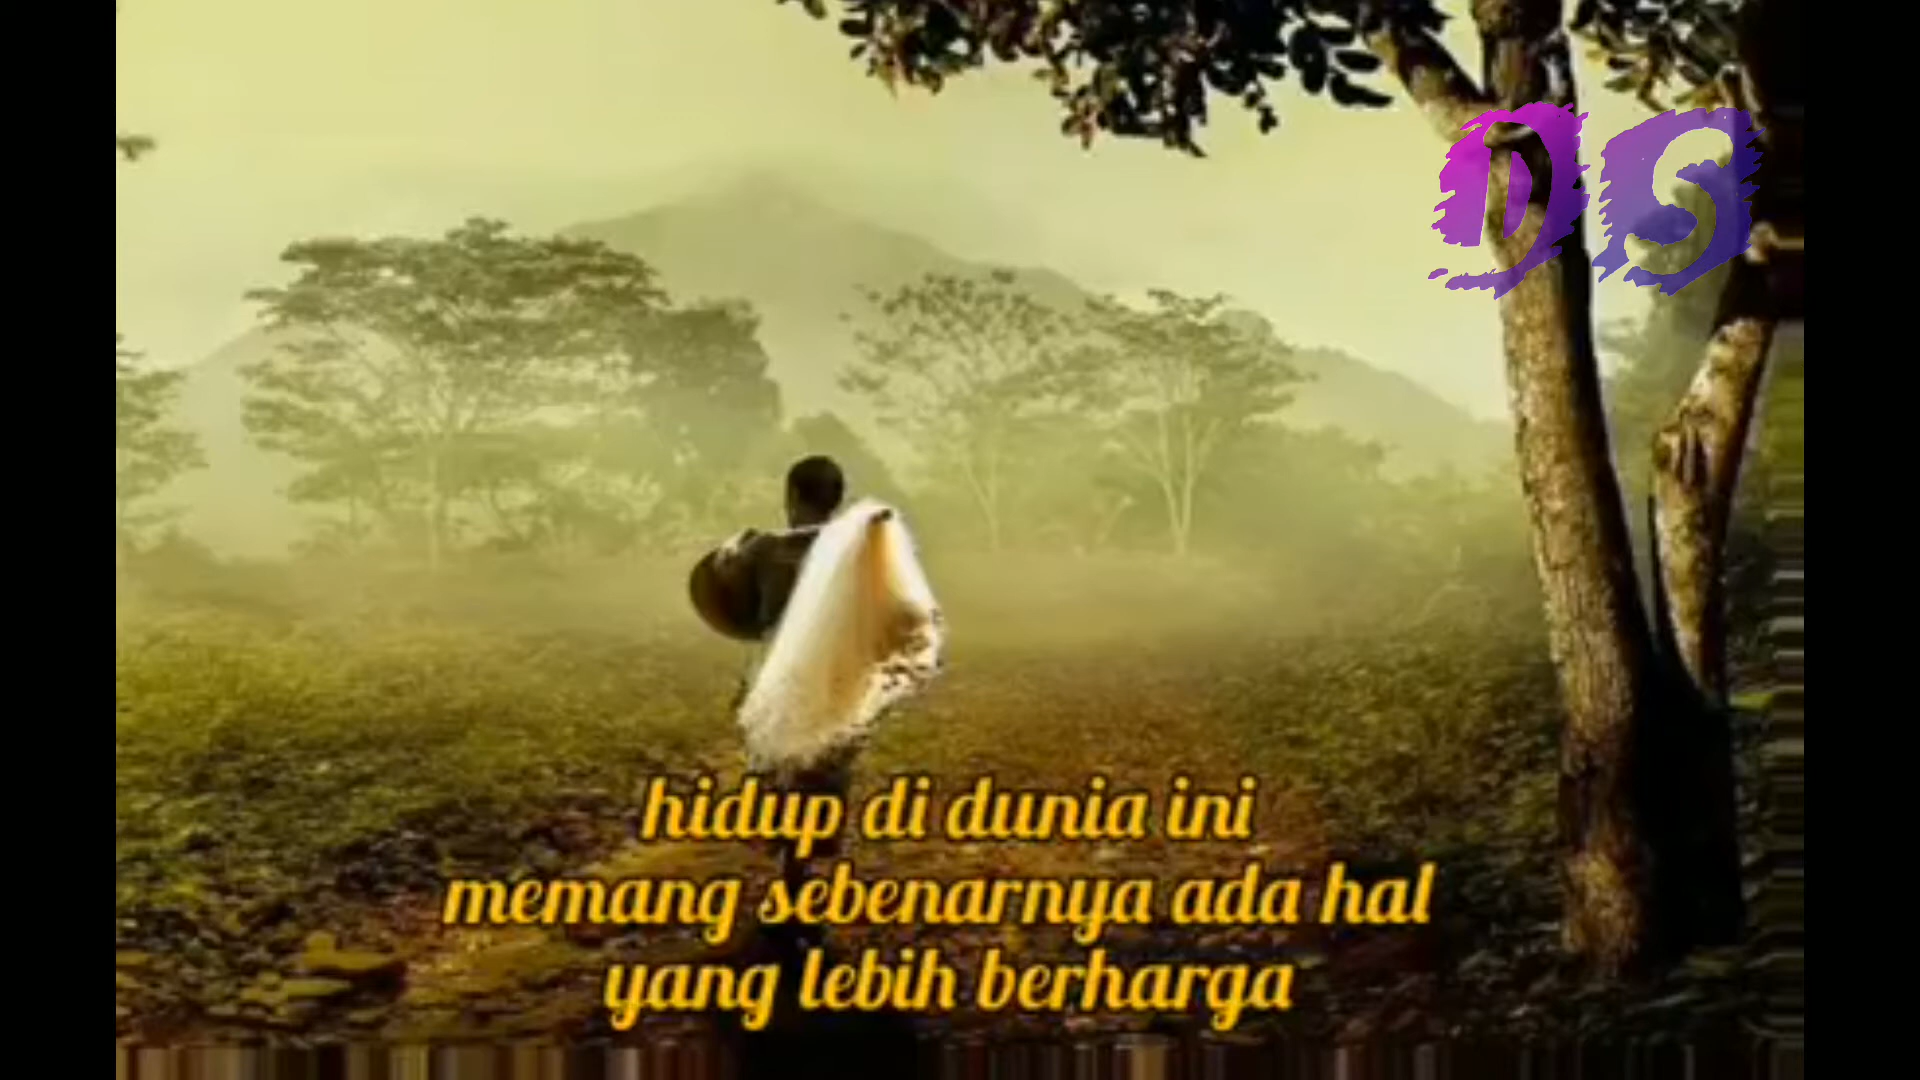 DS
hidup di dunia ini
memang sebenarnya ada hal
yang lebih berharga